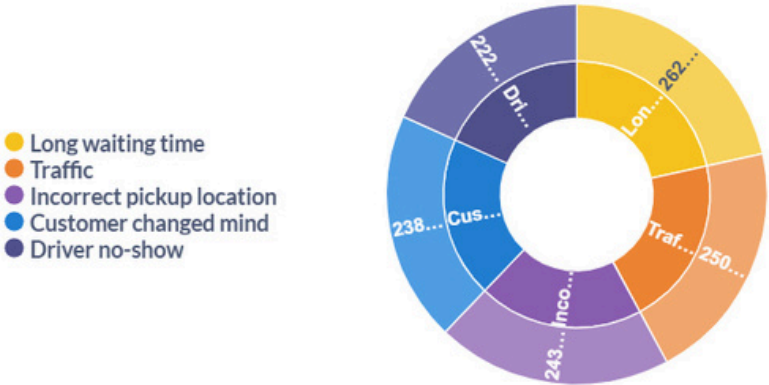 Long waiting time
Traffic
Incorrect pickup location
Customer changed mind
Driver no-show
222...
Dri...
262...
Lon...
238...
Cus...
Traf...
250...
Inco...
243...